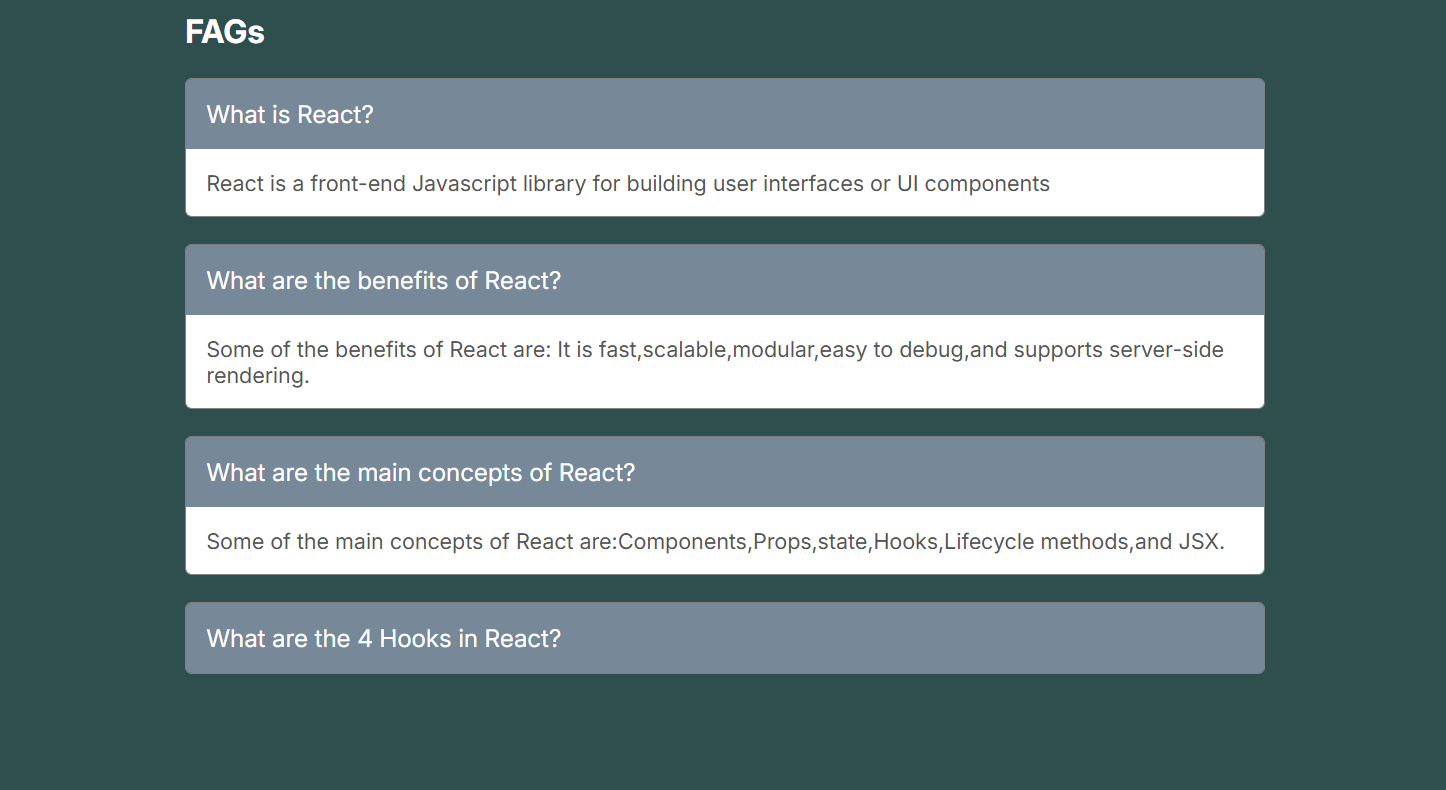 FAGs
What is React?
React is a front-end Javascript library for building user interfaces or UI components
What are the benefits of React?
Some of the benefits of React are: It is fast,scalable,modular,easy to debug,and supports server-side
rendering.
What are the main concepts of React?
Some of the main concepts of React are:Components,Props,state,Hooks,Lifecycle methods,and JSX.
What are the 4 Hooks in React?